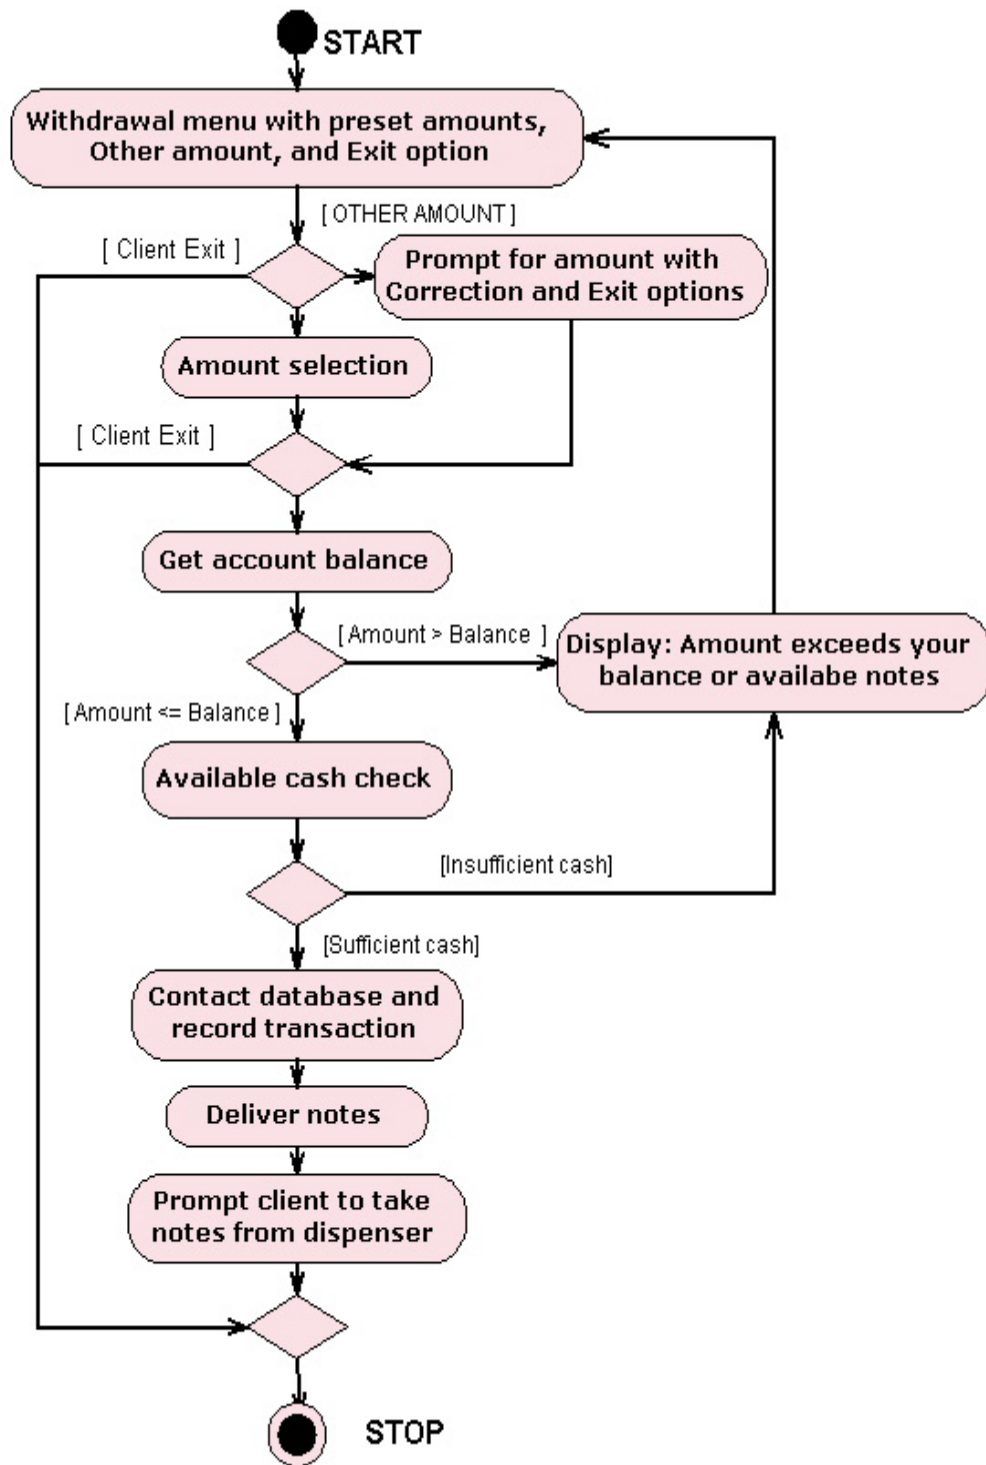 START
Withdrawal menu with preset amounts,
Other amount, and Exit option
[ OTHER AMOUNT ]
[ Client Exit ]
Prompt for amount with
Correction and Exit options
Amount selection
[ Client Exit ]
Get account balance
[ Amount > Balance ]
Display: Amount exceeds your
balance or availabe notes
[ Amount <= Balance ]
Available cash check
[Insufficient cash]
[Sufficient cash]
Contact database and
record transaction
Deliver notes
Prompt client to take
notes from dispenser
STOP